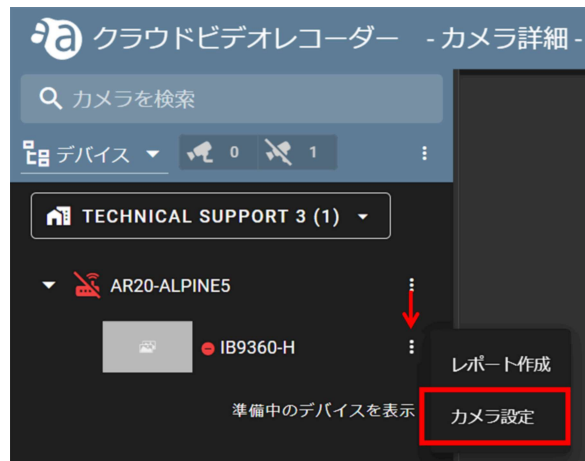 クラウドビデオレコーダー - カメラ詳細 -
カメラを検索
デバイス 0 1
TECHNICAL SUPPORT 3 (1)
AR20-ALPINE5
IB9360-H
レポート作成
準備中のデバイスを表示
カメラ設定